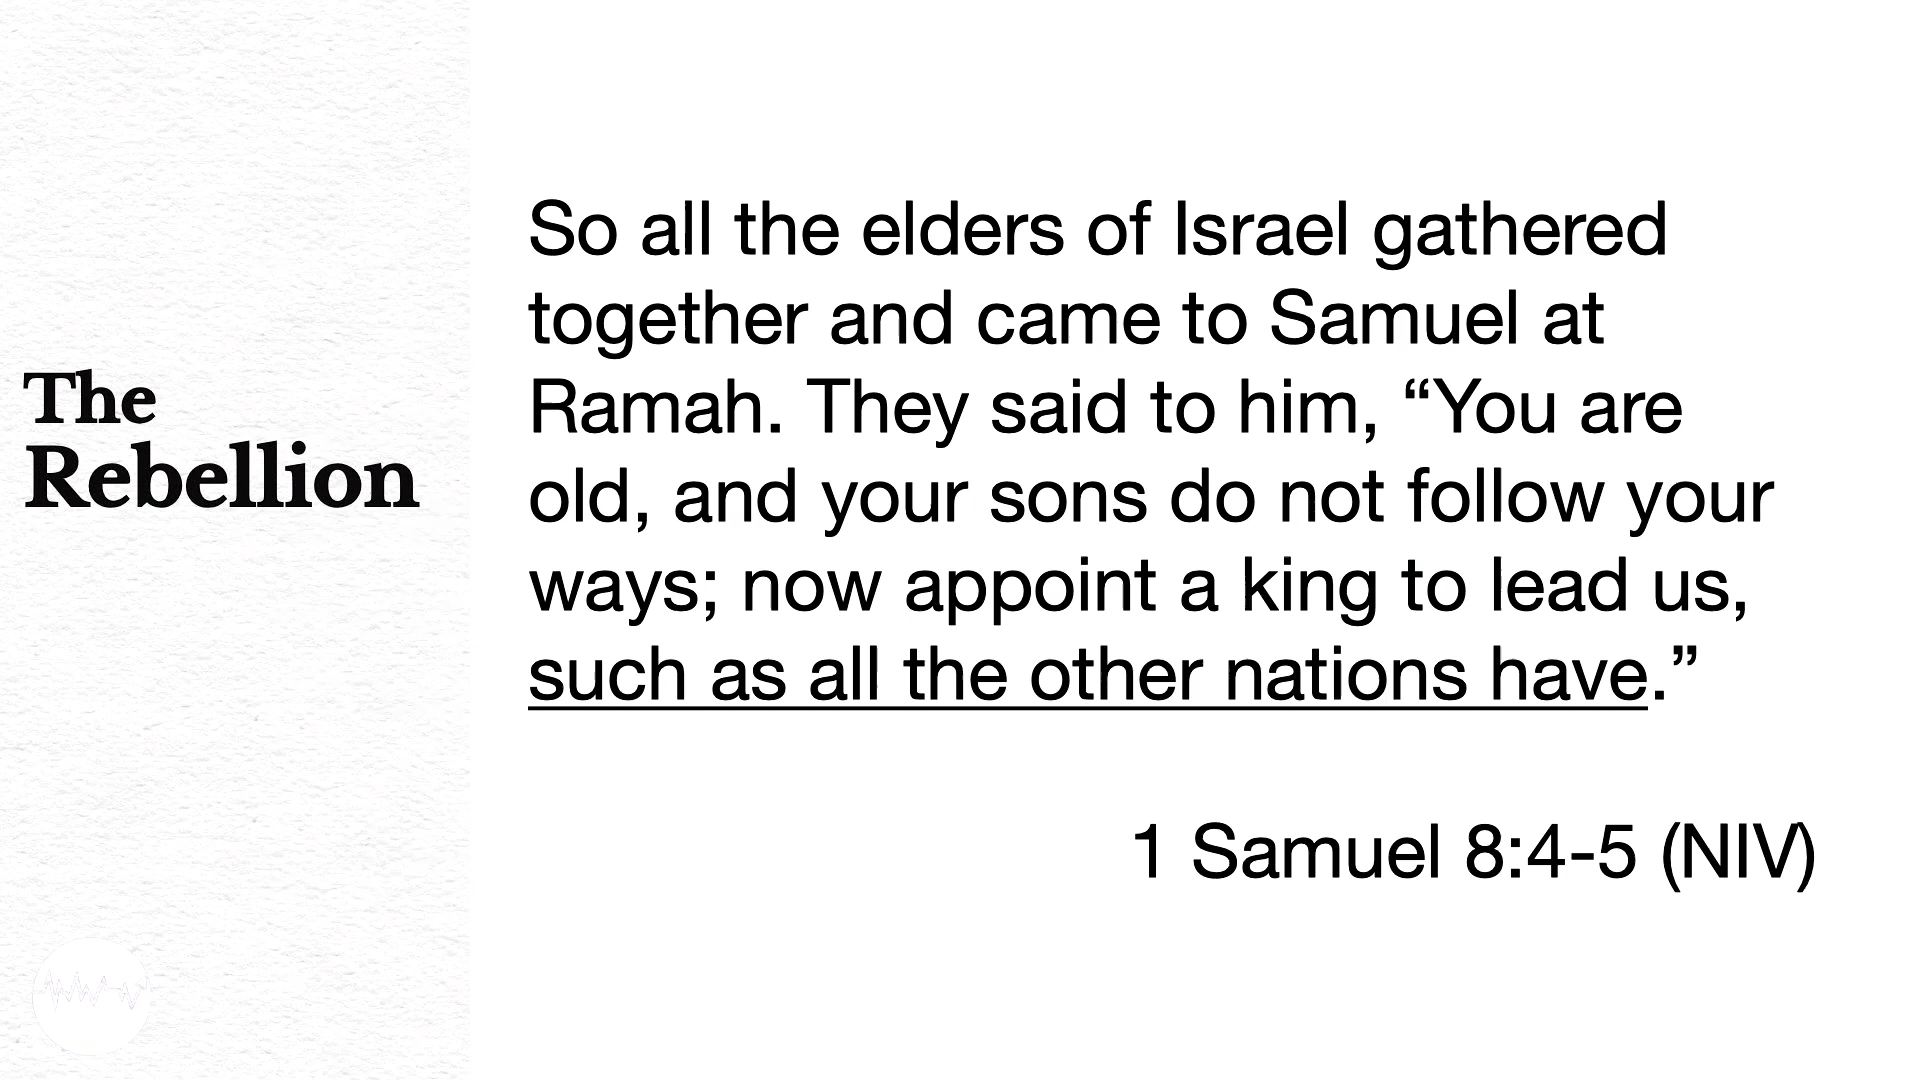 The
Rebellion
So all the elders of Israel gathered
together and came to Samuel at
Ramah. They said to him, “You are
old, and your sons do not follow your
ways; now appoint a king to lead us,
such as all the other nations have.”
1 Samuel 8:4-5 (NIV)